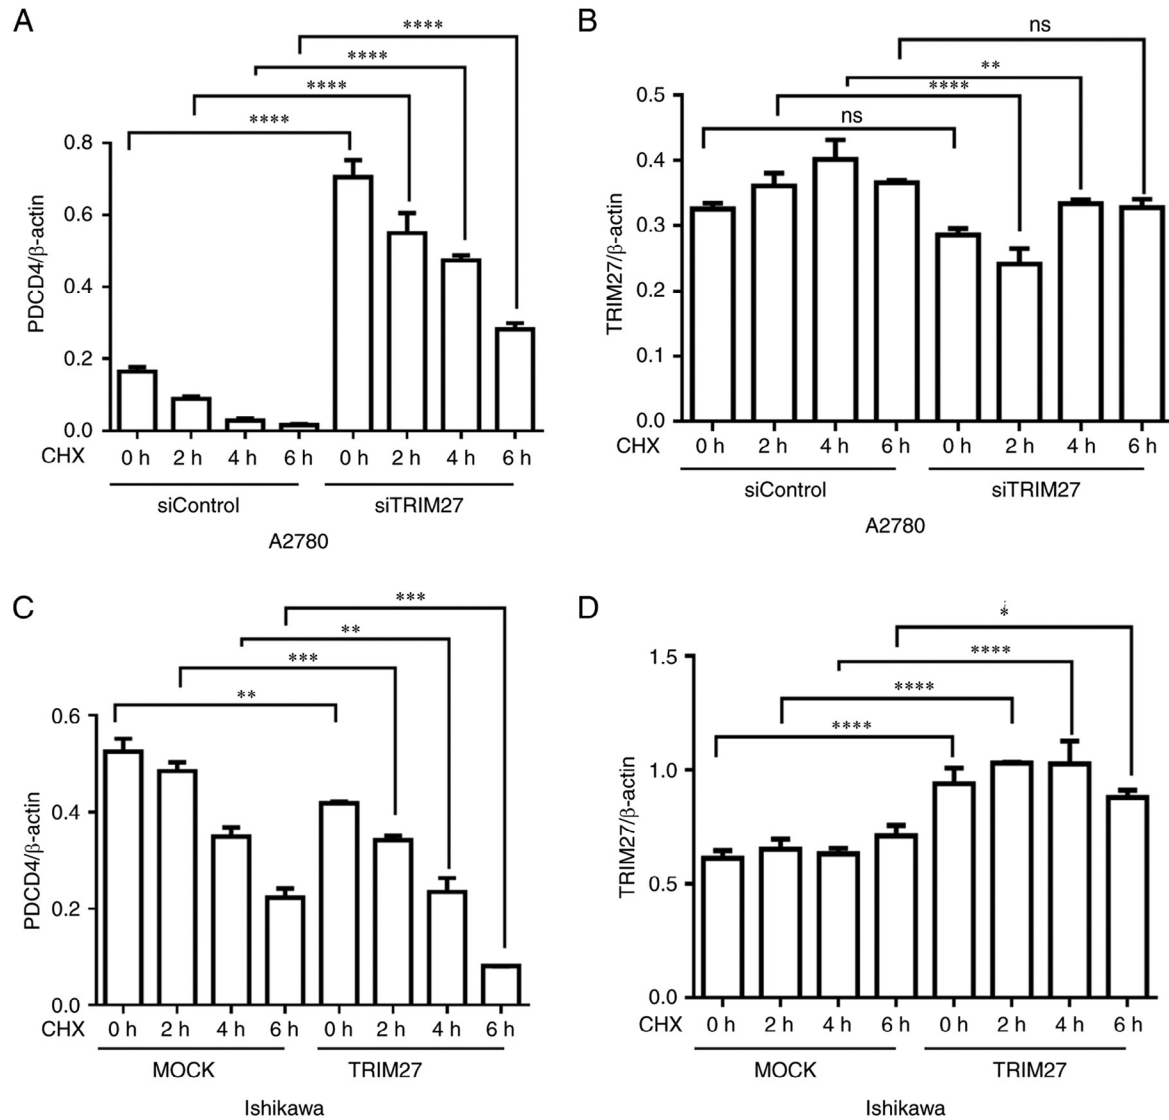 A
****
****
****
****
0.8
0.6
0.4
0.2
0.0
PDCD4/β-actin
CHX 0 h 2 h 4 h 6 h 0 h 2 h 4 h 6 h
siControl siTRIM27
A2780
B
ns
**
****
ns
0.5
0.4
0.3
0.2
0.1
0.0
TRIM27/β-actin
CHX 0 h 2 h 4 h 6 h 0 h 2 h 4 h 6 h
siControl siTRIM27
A2780
C
***
**
***
**
0.6
0.4
0.2
0.0
PDCD4/β-actin
CHX 0 h 2 h 4 h 6 h 0 h 2 h 4 h 6 h
MOCK TRIM27
Ishikawa
D
*
****
****
****
1.5
1.0
0.5
0.0
TRIM27/β-actin
CHX 0 h 2 h 4 h 6 h 0 h 2 h 4 h 6 h
MOCK TRIM27
Ishikawa